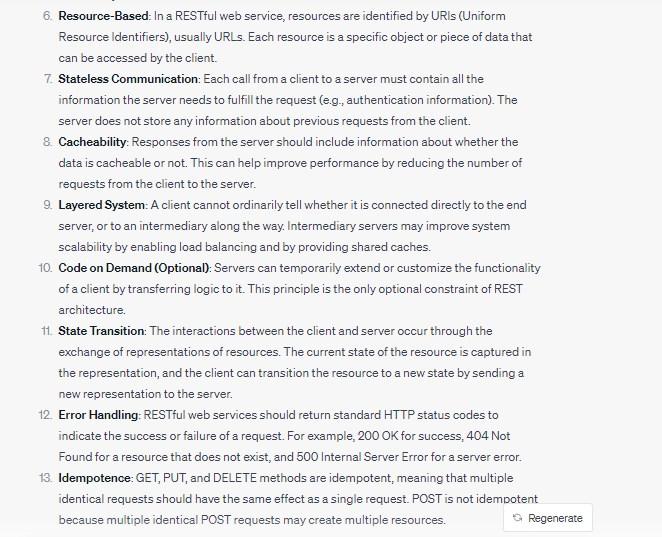 6. Resource-Based: In a RESTful web service, resources are identified by URIs (Uniform
Resource Identifiers), usually URLs. Each resource is a specific object or piece of data that
can be accessed by the client.
7. Stateless Communication: Each call from a client to a server must contain all the
information the server needs to fulfill the request (e.g., authentication information). The
server does not store any information about previous requests from the client.
8. Cacheability: Responses from the server should include information about whether the
data is cacheable or not. This can help improve performance by reducing the number of
requests from the client to the server.
9. Layered System: A client cannot ordinarily tell whether it is connected directly to the end
server, or to an intermediary along the way. Intermediary servers may improve system
scalability by enabling load balancing and by providing shared caches.
10. Code on Demand (Optional): Servers can temporarily extend or customize the functionality
of a client by transferring logic to it. This principle is the only optional constraint of REST
architecture.
11. State Transition: The interactions between the client and server occur through the
exchange of representations of resources. The current state of the resource is captured in
the representation, and the client can transition the resource to a new state by sending a
new representation to the server.
12. Error Handling: RESTful web services should return standard HTTP status codes to
indicate the success or failure of a request. For example, 200 OK for success, 404 Not
Found for a resource that does not exist, and 500 Internal Server Error for a server error.
13. Idempotence: GET, PUT, and DELETE methods are idempotent, meaning that multiple
identical requests should have the same effect as a single request. POST is not idempotent
because multiple identical POST requests may create multiple resources.
Regenerate